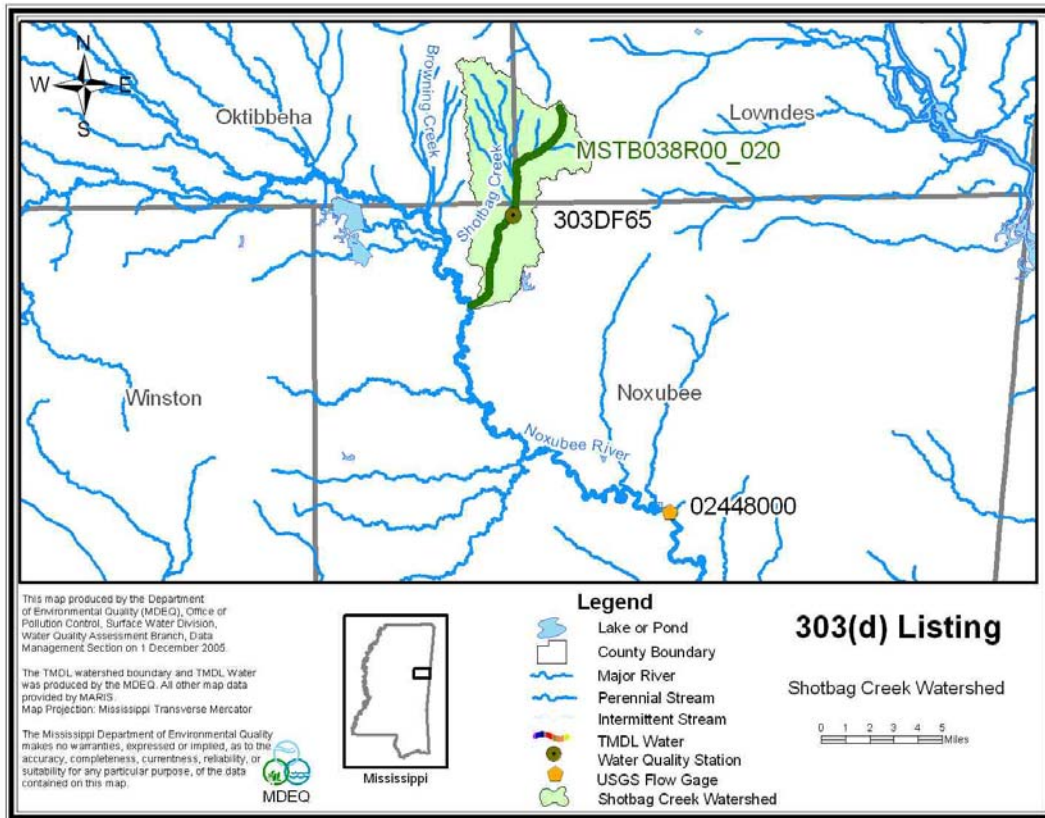 N
W E
S
Oktibbeha
Browning Creek
Lowndes
MSTB038R00_020
Shotbag Creek
303DF65
Winston
Noxubee
Noxubee River
02448000
This map produced by the Department
of Environmental Quality (MDEQ), Office of
Pollution Control, Surface Water Division,
Water Quality Assessment Branch, Data
Management Section on 1 December 2005.
The TMDL watershed boundary and TMDL Water
was produced by the MDEQ. All other map data
provided by MARIS.
Map Projection: Mississippi Transverse Mercator
The Mississippi Department of Environmental Quality
makes no warranties, expressed or implied, as to the
accuracy, completeness, currentness, reliability, or
suitability for any particular purpose, of the data
contained on this map.
MDEQ
Mississippi
Legend
Lake or Pond
County Boundary
Major River
Perennial Stream
Intermittent Stream
TMDL Water
Water Quality Station
USGS Flow Gage
Shotbag Creek Watershed
303(d) Listing
Shotbag Creek Watershed
0 1 2 3 4 5
Miles